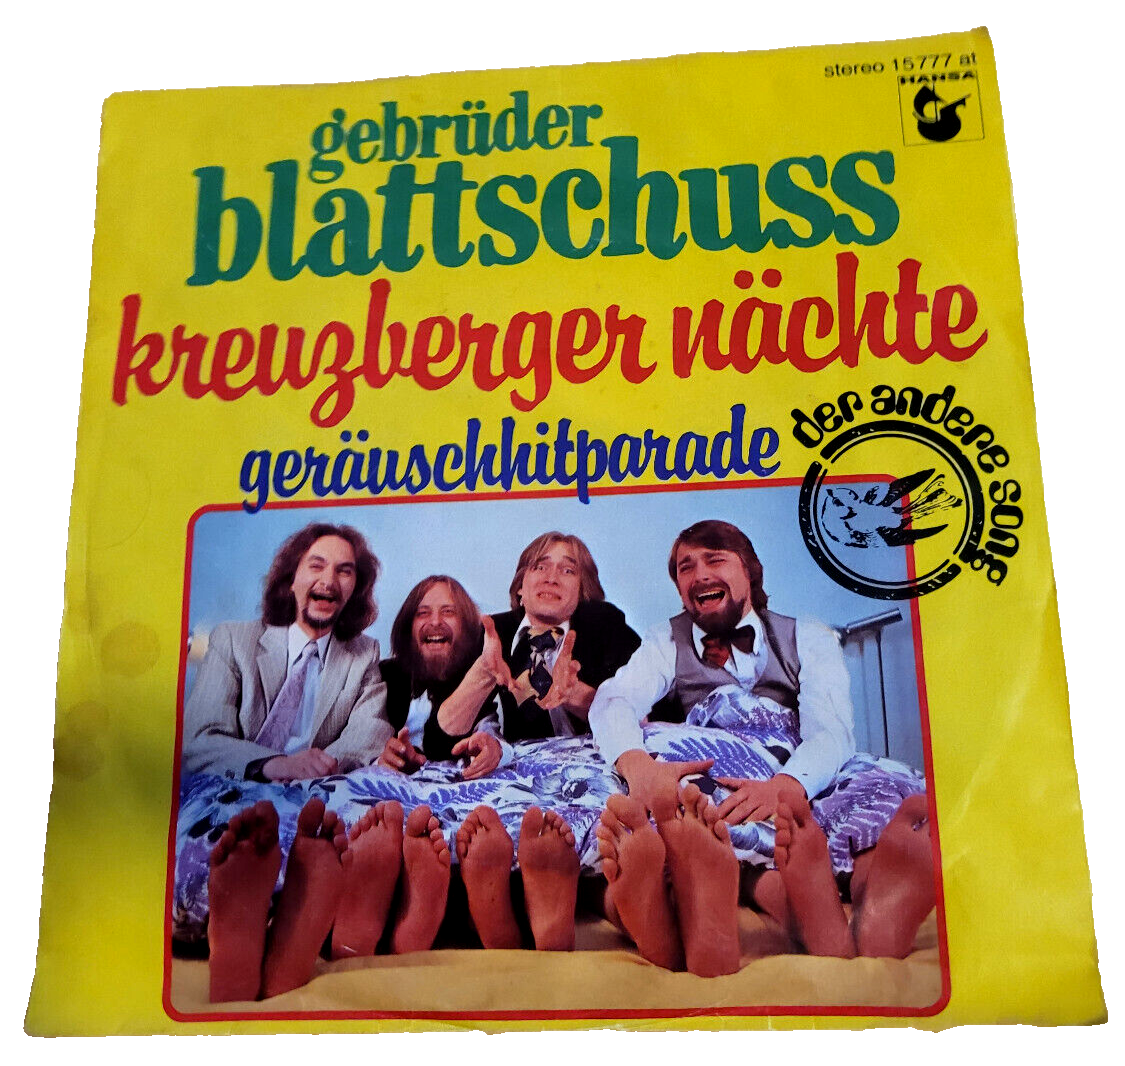 stereo 15777 at
HANSA
gebrüder
blattschuss
kreuzberger nächte
geräuschhitparade
der andere song